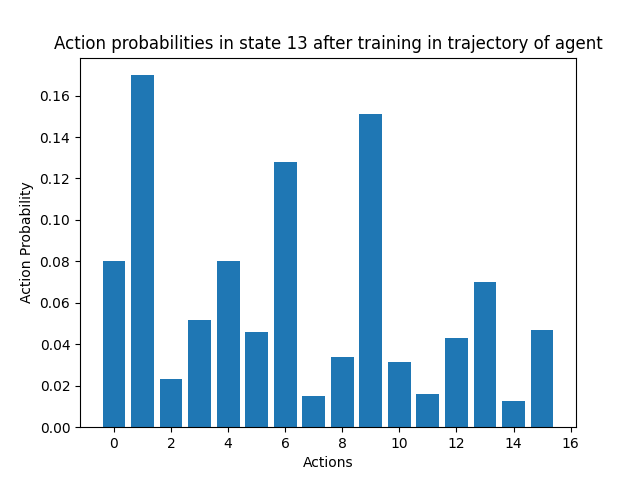 Action probabilities in state 13 after training in trajectory of agent
0.16
0.14
0.12
0.10
0.08
0.06
0.04
0.02
0.00
Action Probability
0 2 4 6 8 10 12 14 16
Actions